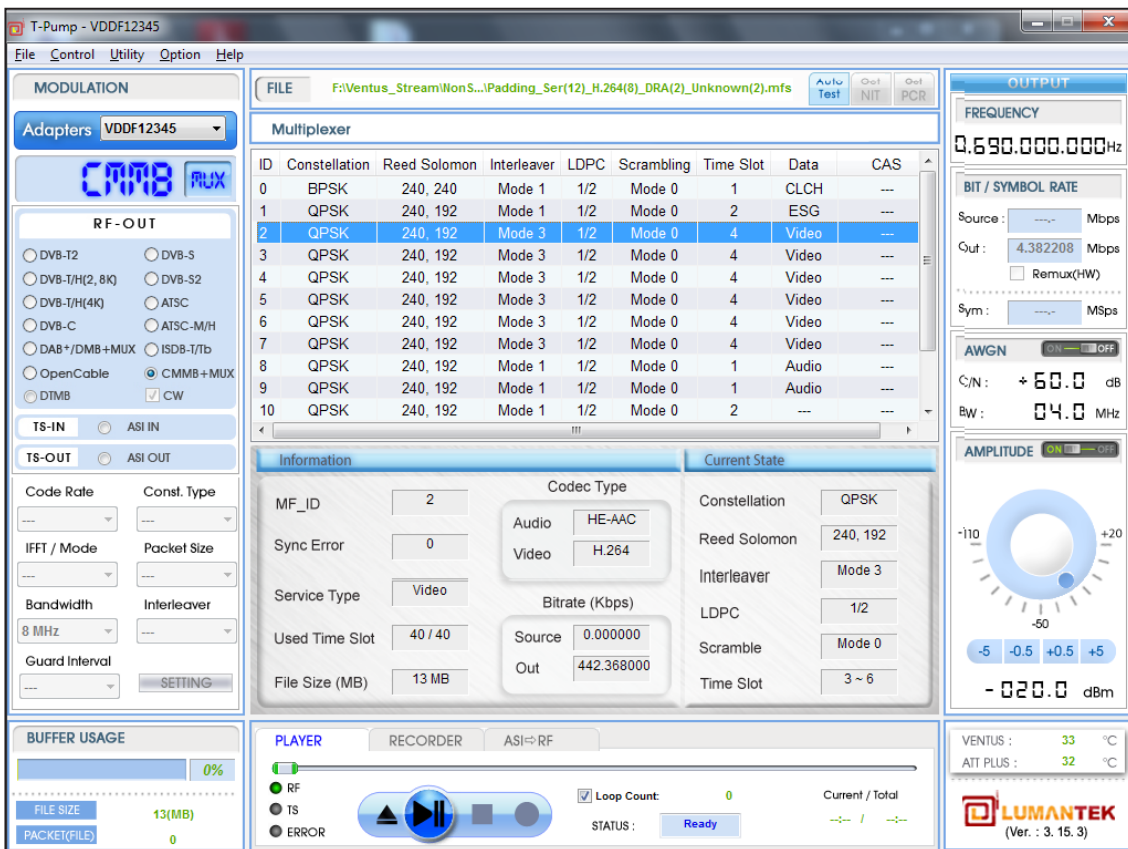 T-Pump - VDDF12345
File Control Utility Option Help
MODULATION
Adapters VDDF12345
CMMB MUX
RF-OUT
DVB-T2 DVB-S
DVB-T/H(2, 8K) DVB-S2
DVB-T/H(4K) ATSC
DVB-C ATSC-M/H
DAB+/DMB+MUX ISDB-T/Tb
OpenCable CMMB+MUX
DTMB CW
TS-IN ASI IN
TS-OUT ASI OUT
Code Rate Const. Type
--- ---
IFFT / Mode Packet Size
--- ---
Bandwidth Interleaver
8 MHz ---
Guard Interval
--- SETTING
BUFFER USAGE
0%
FILE SIZE 13(MB)
PACKET(FILE) 0
FILE F:\Ventus_Stream\NonS...\Padding_Ser(12)_H.264(8)_DRA(2)_Unknown(2).mfs
Auto Test Get NIT Get PCR
Multiplexer
ID Constellation Reed Solomon Interleaver LDPC Scrambling Time Slot Data CAS
0 BPSK 240, 240 Mode 1 1/2 Mode 0 1 CLCH ---
1 QPSK 240, 192 Mode 1 1/2 Mode 0 2 ESG ---
2 QPSK 240, 192 Mode 3 1/2 Mode 0 4 Video ---
3 QPSK 240, 192 Mode 3 1/2 Mode 0 4 Video ---
4 QPSK 240, 192 Mode 3 1/2 Mode 0 4 Video ---
5 QPSK 240, 192 Mode 3 1/2 Mode 0 4 Video ---
6 QPSK 240, 192 Mode 3 1/2 Mode 0 4 Video ---
7 QPSK 240, 192 Mode 3 1/2 Mode 0 4 Video ---
8 QPSK 240, 192 Mode 1 1/2 Mode 0 1 Audio ---
9 QPSK 240, 192 Mode 1 1/2 Mode 0 1 Audio ---
10 QPSK 240, 192 Mode 1 1/2 Mode 0 2 --- ---
Information
MF_ID 2
Sync Error 0
Service Type Video
Used Time Slot 40 / 40
File Size (MB) 13 MB
Codec Type
Audio HE-AAC
Video H.264
Bitrate (Kbps)
Source 0.000000
Out 442.368000
Current State
Constellation QPSK
Reed Solomon 240, 192
Interleaver Mode 3
LDPC 1/2
Scramble Mode 0
Time Slot 3 ~ 6
PLAYER RECORDER ASI⇨RF
RF
TS
ERROR
Loop Count: 0
STATUS : Ready
Current / Total
--:-- / --:--
OUTPUT
FREQUENCY
0.690.000.000Hz
BIT / SYMBOL RATE
Source : ---.- Mbps
Out : 4.382208 Mbps
Remux(HW)
Sym : ---.- MSps
AWGN ON OFF
C/N : +60.0 dB
BW : 04.0 MHz
AMPLITUDE ON OFF
-110 +20
-50
-5 -0.5 +0.5 +5
-020.0 dBm
VENTUS : 33 °C
ATT PLUS : 32 °C
LUMANTEK
(Ver. : 3. 15. 3)